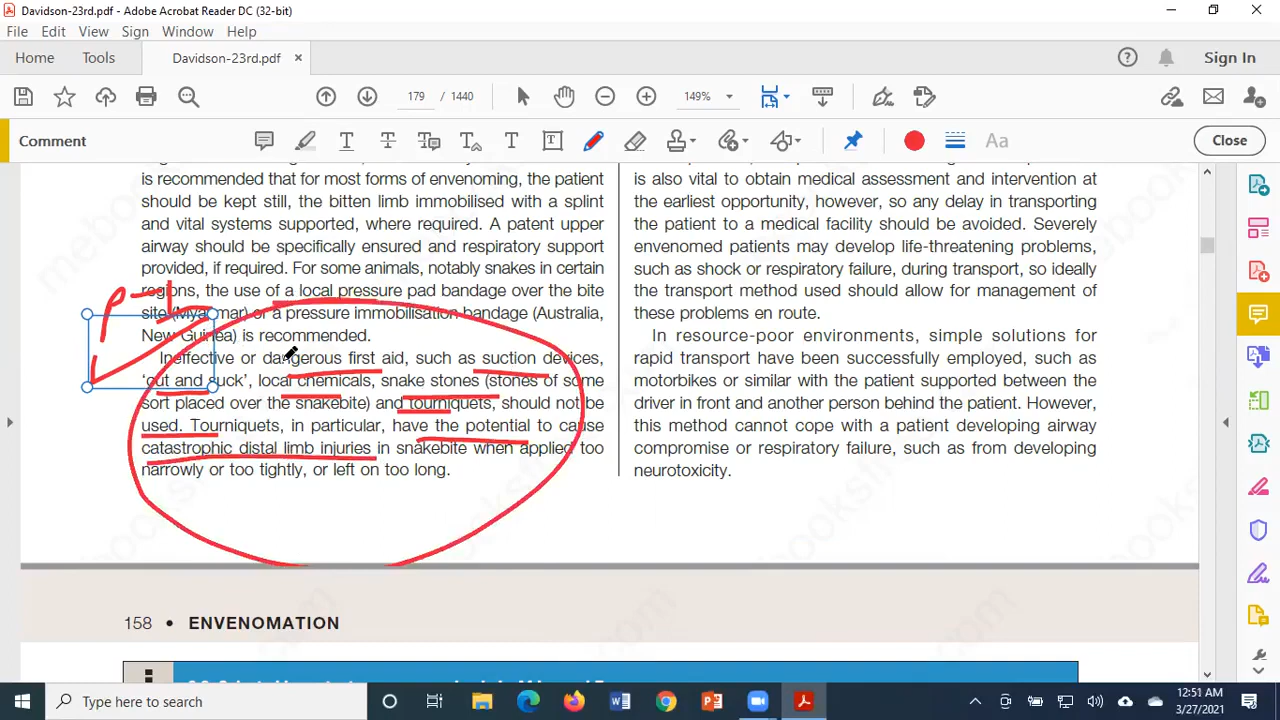 Davidson-23rd.pdf - Adobe Acrobat Reader DC (32-bit)
File Edit View Sign Window Help
Home Tools Davidson-23rd.pdf × Sign In
179 / 1440 149%
Comment Aa Close
is recommended that for most forms of envenoming, the patient
should be kept still, the bitten limb immobilised with a splint
and vital systems supported, where required. A patent upper
airway should be specifically ensured and respiratory support
provided, if required. For some animals, notably snakes in certain
regions, the use of a local pressure pad bandage over the bite
site (Myanmar) or a pressure immobilisation bandage (Australia,
New Guinea) is recommended.
Ineffective or dangerous first aid, such as suction devices,
‘cut and suck’, local chemicals, snake stones (stones of some
sort placed over the snakebite) and tourniquets, should not be
used. Tourniquets, in particular, have the potential to cause
catastrophic distal limb injuries in snakebite when applied too
narrowly or too tightly, or left on too long.
is also vital to obtain medical assessment and intervention at
the earliest opportunity, however, so any delay in transporting
the patient to a medical facility should be avoided. Severely
envenomed patients may develop life-threatening problems,
such as shock or respiratory failure, during transport, so ideally
the transport method used should allow for management of
these problems en route.
In resource-poor environments, simple solutions for
rapid transport have been successfully employed, such as
motorbikes or similar with the patient supported between the
driver in front and another person behind the patient. However,
this method cannot cope with a patient developing airway
compromise or respiratory failure, such as from developing
neurotoxicity.
158 • ENVENOMATION
Type here to search
12:51 AM
3/27/2021